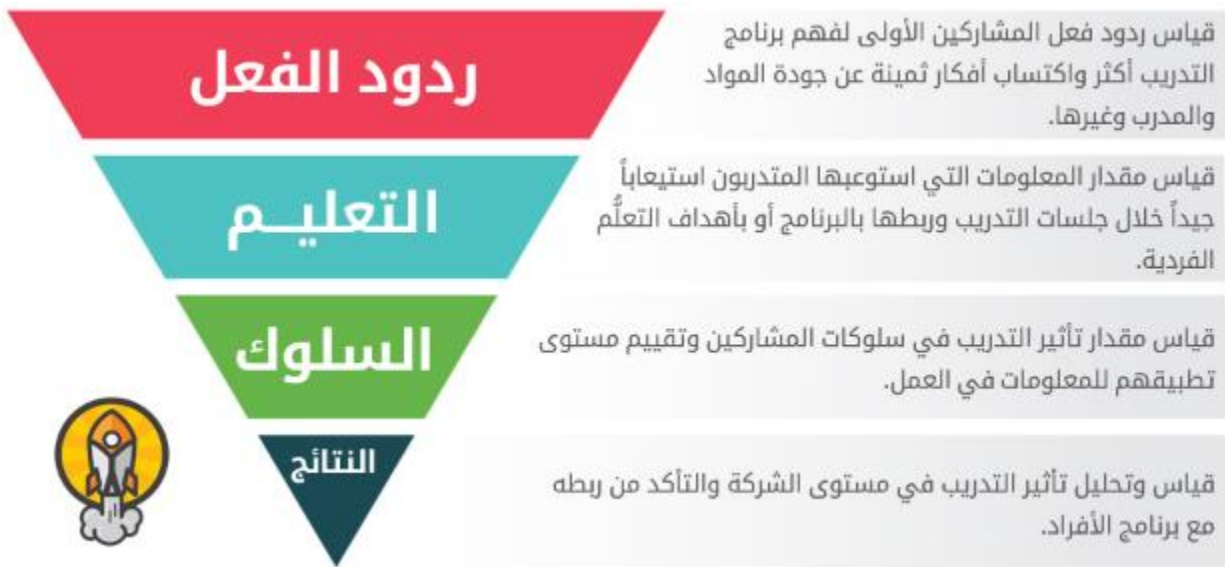 ردود الفعل
قياس ردود فعل المشاركين الأولى لفهم برنامج
التدريب أكثر واكتساب أفكار ثمينة عن جودة المواد
والمدرب وغيرها.
التعليــم
قياس مقدار المعلومات التي استوعبها المتدربون استيعاباً
جيداً خلال جلسات التدريب وربطها بالبرنامج أو بأهداف التعلُّم
الفردية.
السلوك
قياس مقدار تأثير التدريب في سلوكات المشاركين وتقييم مستوى
تطبيقهم للمعلومات في العمل.
النتائج
قياس وتحليل تأثير التدريب في مستوى الشركة والتأكد من ربطه
مع برنامج الأفراد.